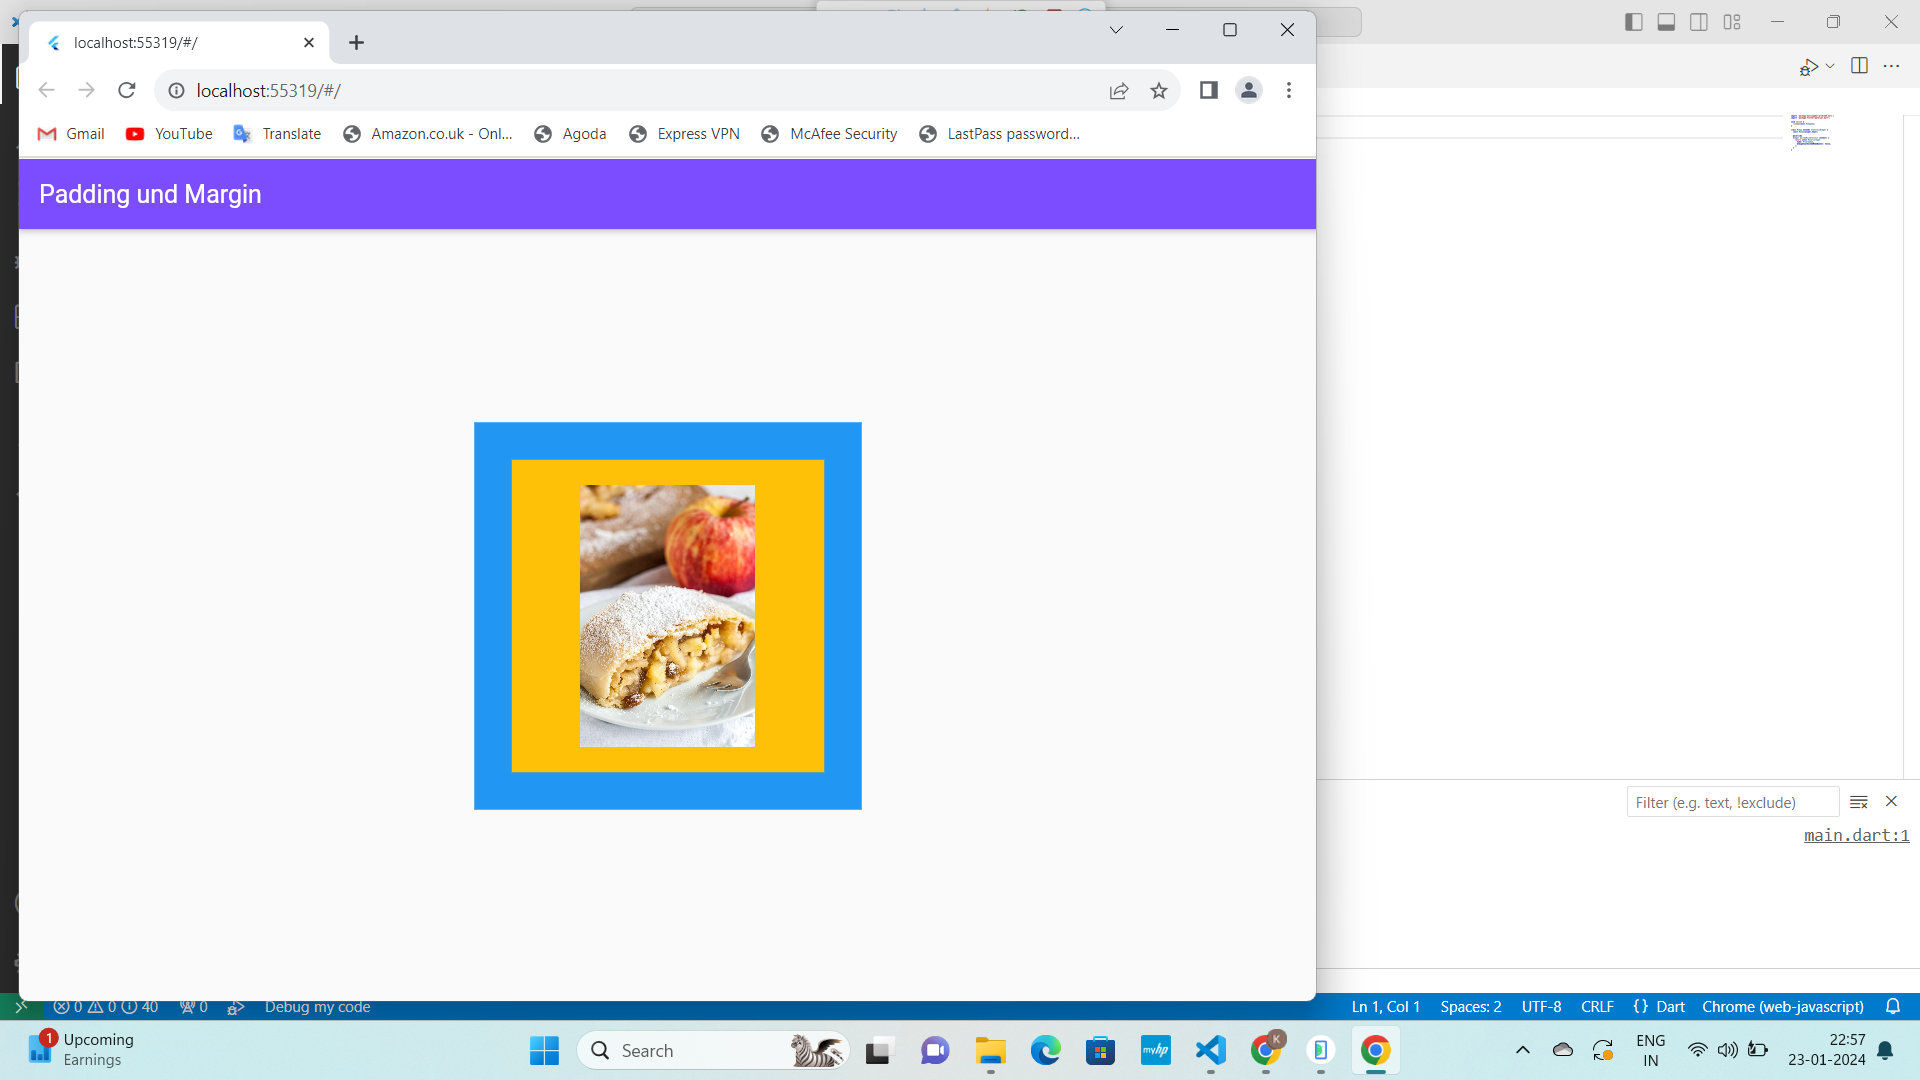 localhost:55319/#/
localhost:55319/#/
Gmail
YouTube
Translate
Amazon.co.uk - Onl...
Agoda
Express VPN
McAfee Security
LastPass password...
Padding und Margin
Filter (e.g. text, !exclude)
main.dart:1
0 0 40
0
Debug my code
Ln 1, Col 1
Spaces: 2
UTF-8
CRLF
{} Dart
Chrome (web-javascript)
1
Upcoming
Earnings
Search
myhp
K
ENG
IN
22:57
23-01-2024